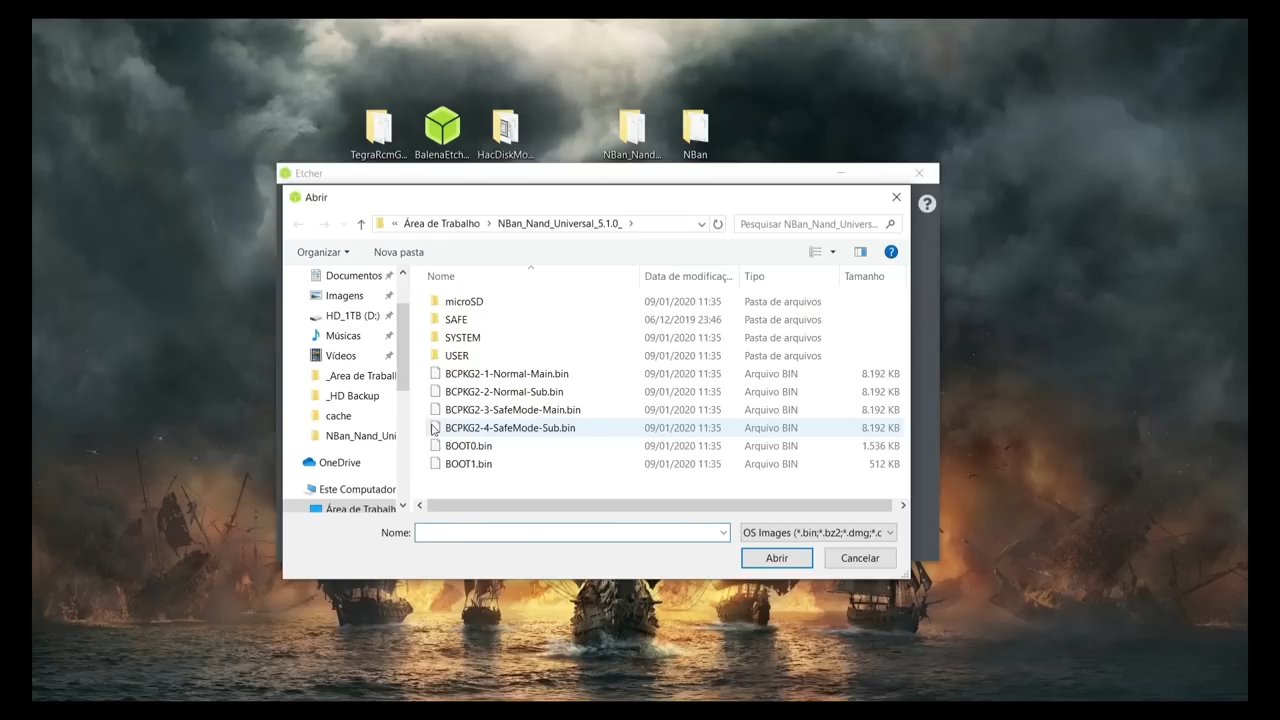 TegraRcmG... BalenaEtch... HacDiskMo... NBan_Nand... NBan
Etcher
Abrir
« Área de Trabalho > NBan_Nand_Universal_5.1.0_ > Pesquisar NBan_Nand_Univers...
Organizar Nova pasta
Nome Data de modificaç... Tipo Tamanho
Documentos
Imagens
HD_1TB (D:)
Músicas
Vídeos
_Area de Trabal
_HD Backup
cache
NBan_Nand_Uni
OneDrive
Este Computador
Área de Trabalh
microSD 09/01/2020 11:35 Pasta de arquivos
SAFE 06/12/2019 23:46 Pasta de arquivos
SYSTEM 09/01/2020 11:35 Pasta de arquivos
USER 09/01/2020 11:35 Pasta de arquivos
BCPKG2-1-Normal-Main.bin 09/01/2020 11:35 Arquivo BIN 8.192 KB
BCPKG2-2-Normal-Sub.bin 09/01/2020 11:35 Arquivo BIN 8.192 KB
BCPKG2-3-SafeMode-Main.bin 09/01/2020 11:35 Arquivo BIN 8.192 KB
BCPKG2-4-SafeMode-Sub.bin 09/01/2020 11:35 Arquivo BIN 8.192 KB
BOOT0.bin 09/01/2020 11:35 Arquivo BIN 1.536 KB
BOOT1.bin 09/01/2020 11:35 Arquivo BIN 512 KB
Nome: OS Images (*.bin;*.bz2;*.dmg;*.c
Abrir Cancelar